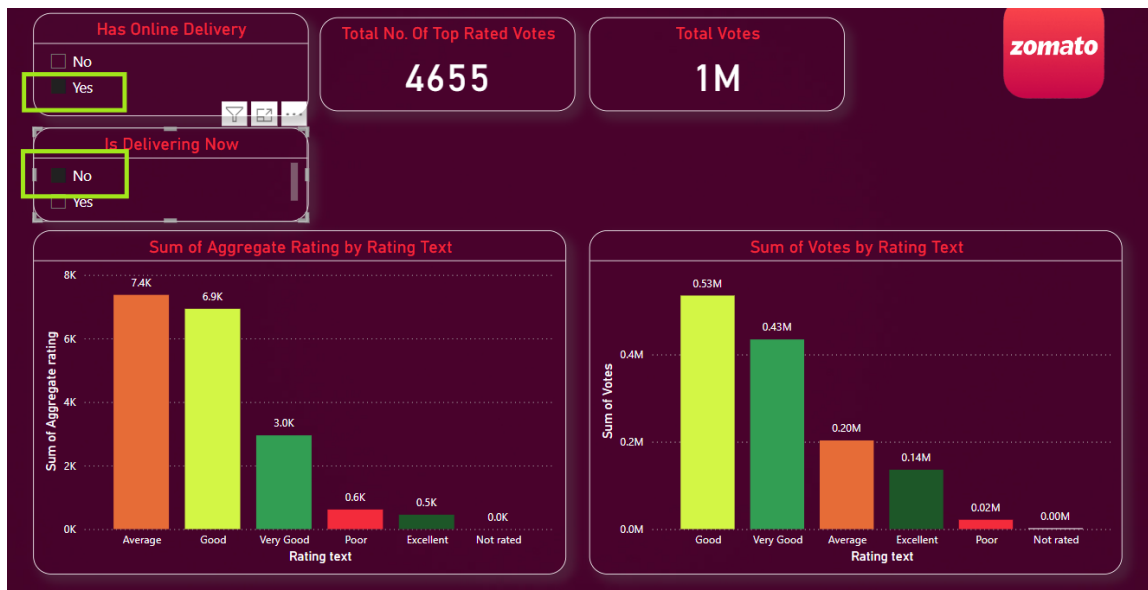 Has Online Delivery
No
Yes
Total No. Of Top Rated Votes
4655
Total Votes
1M
zomato
Is Delivering Now
No
Yes
Sum of Aggregate Rating by Rating Text
Sum of Aggregate rating
8K
6K
4K
2K
0K
7.4K
6.9K
3.0K
0.6K
0.5K
0.0K
Average Good Very Good Poor Excellent Not rated
Rating text
Sum of Votes by Rating Text
Sum of Votes
0.4M
0.2M
0.0M
0.53M
0.43M
0.20M
0.14M
0.02M
0.00M
Good Very Good Average Excellent Poor Not rated
Rating text